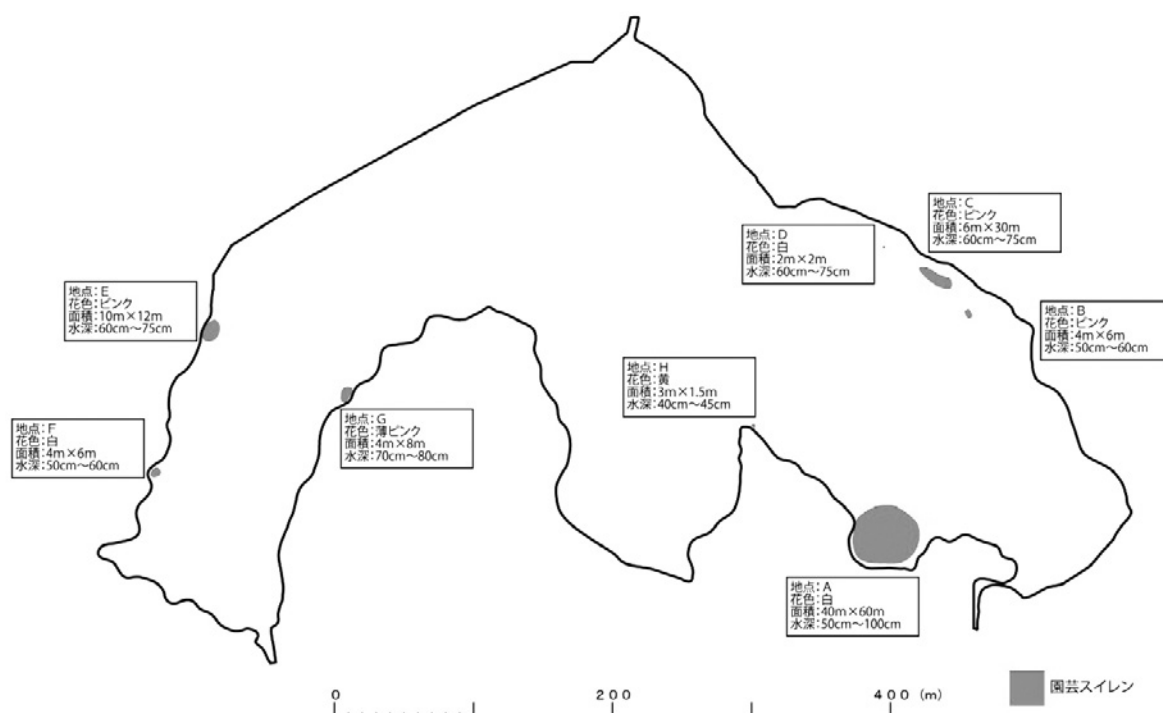 地点：C
花色：ピンク
面積：6m×30m
水深：60cm～75cm
地点：D
花色：白
面積：2m×2m
水深：60cm～75cm
地点：E
花色：ピンク
面積：10m×12m
水深：60cm～75cm
地点：B
花色：ピンク
面積：4m×6m
水深：50cm～60cm
地点：H
花色：黄
面積：3m×1.5m
水深：40cm～45cm
地点：F
花色：白
面積：4m×6m
水深：50cm～60cm
地点：G
花色：薄ピンク
面積：4m×8m
水深：70cm～80cm
地点：A
花色：白
面積：40m×60m
水深：50cm～100cm
園芸スイレン
0 200 400 (m)